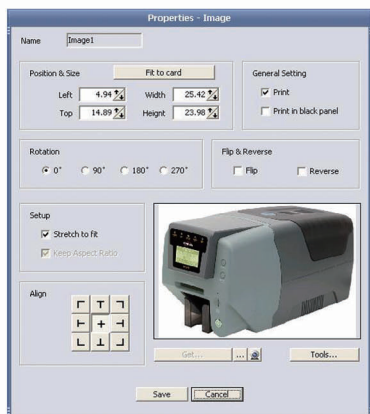 Properties - Image
Name Image1
Position & Size Fit to card
Left 4.94 Width 25.42
Top 14.89 Heignt 23.98
General Setting
Print
Print in black panel
Rotation
0° 90° 180° 270°
Flip & Reverse
Flip Reverse
Setup
Stretch to fit
Keep Aspect Ratio
Align
Get... ... Tools...
Save Cancel